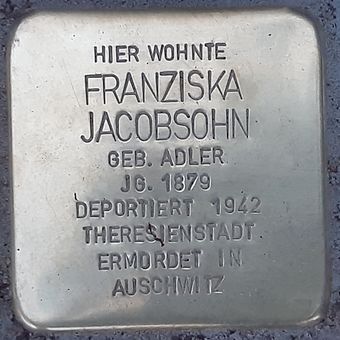 HIER WOHNTE
FRANZISKA
JACOBSOHN
GEB. ADLER
JG. 1879
DEPORTIERT 1942
THERESIENSTADT
ERMORDET IN
AUSCHWITZ